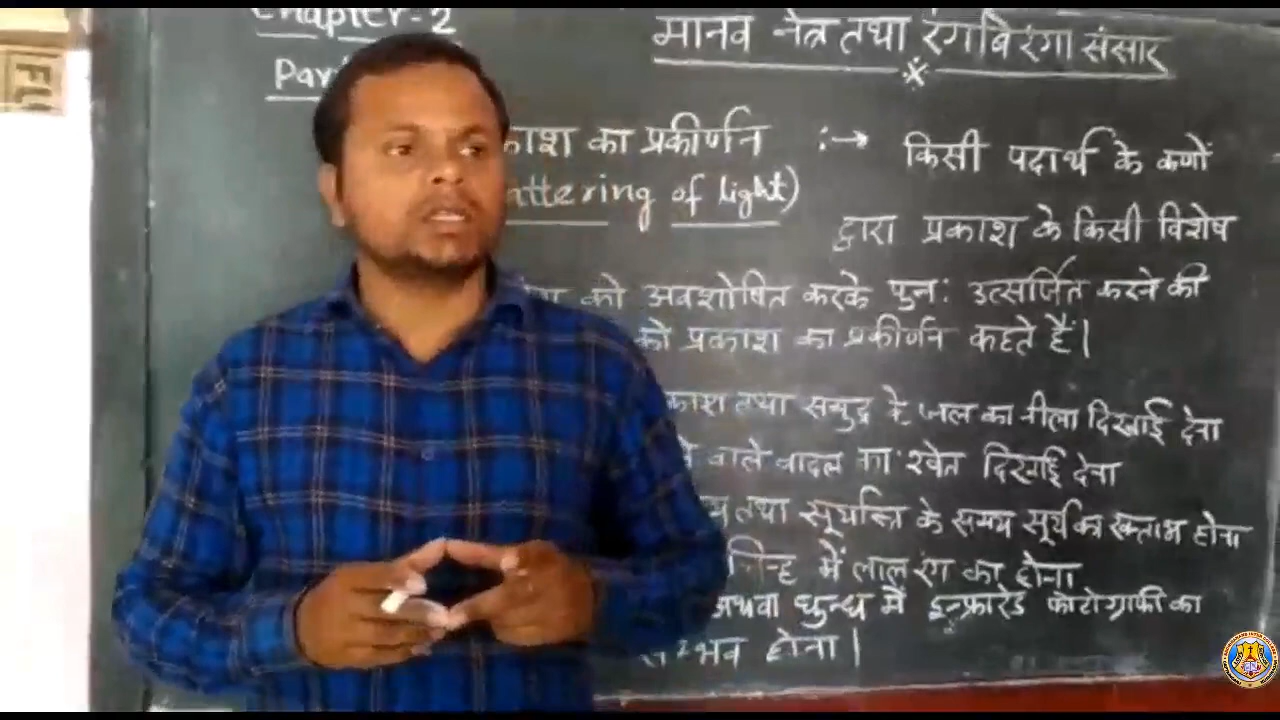 Chapter-2
मानव नेत्र तथा रंगबिरंगा संसार
Part
काश का प्रकीर्णन :→ किसी पदार्थ के कणों
attering of light) द्वारा प्रकाश के किसी विशेष
को अवशोषित करके पुनः उत्सर्जित करने की
को प्रकाश का प्रकीर्णन कहते हैं।
काश तथा समुद्र के जल का नीला दिखाई देना
वाले बादल का श्वेत दिखाई देना
तथा सूर्यास्त के समय सूर्य का रक्ताभ होना
चिन्ह में लाल रंग का होना
अथवा धुन्ध में इन्फ्रारेड फोटोग्राफी का
सम्भव होना।